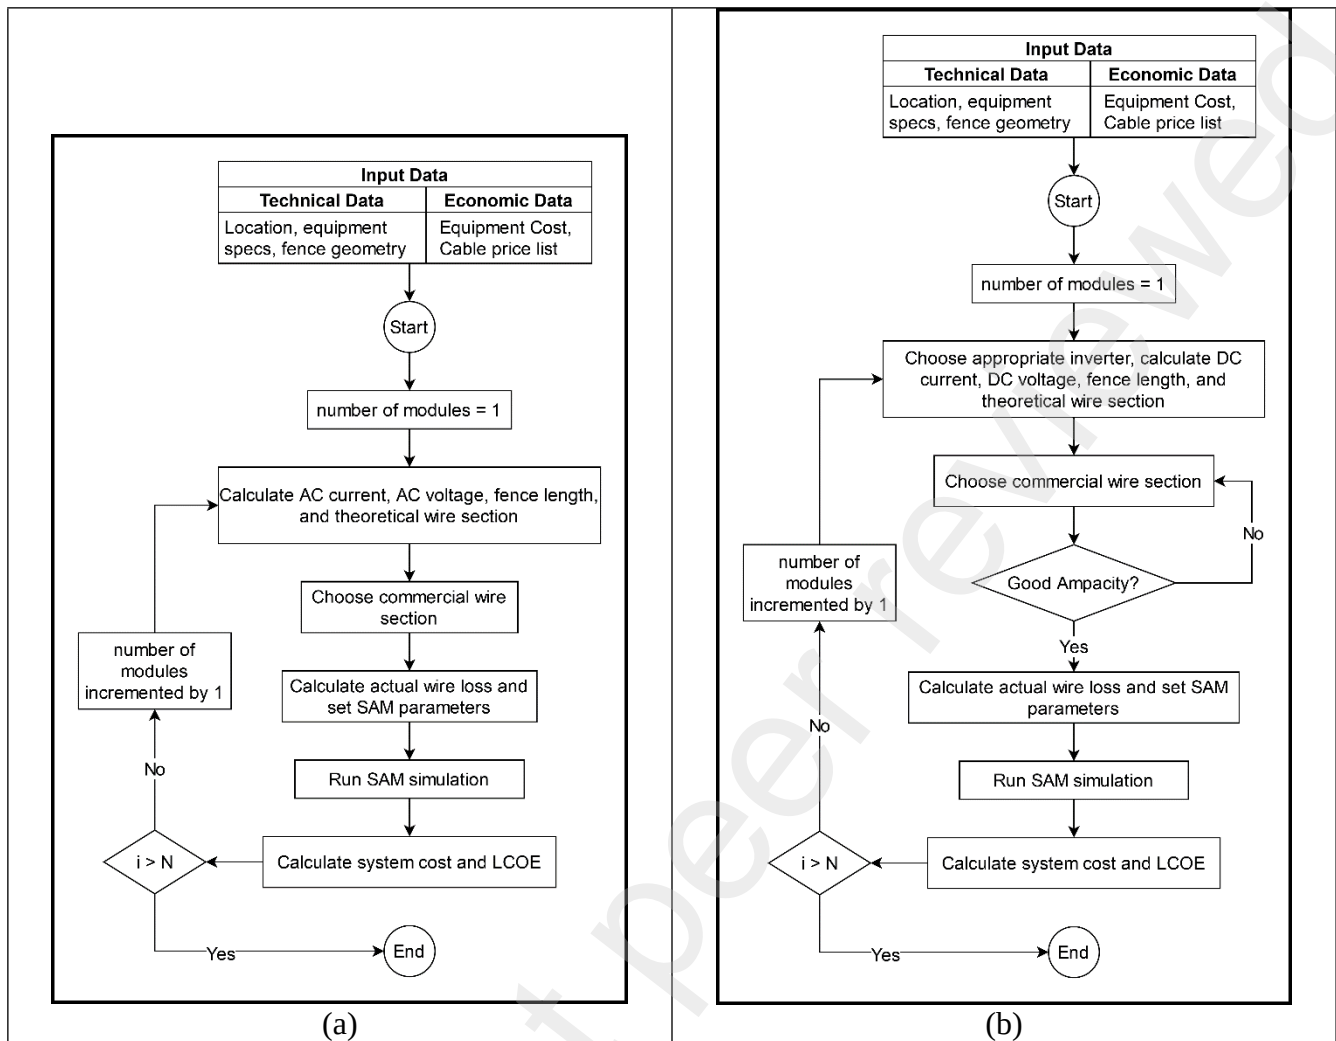 Input Data
Technical Data Economic Data
Location, equipment Equipment Cost,
specs, fence geometry Cable price list
Start
number of modules = 1
Calculate AC current, AC voltage, fence length,
and theoretical wire section
Choose commercial wire
section
number of
modules
incremented by 1
Calculate actual wire loss and
set SAM parameters
No
Run SAM simulation
i > N
Calculate system cost and LCOE
Yes
End
(a)
Input Data
Technical Data Economic Data
Location, equipment Equipment Cost,
specs, fence geometry Cable price list
Start
number of modules = 1
Choose appropriate inverter, calculate DC
current, DC voltage, fence length, and
theoretical wire section
Choose commercial wire section
No
Good Ampacity?
number of
modules
incremented by 1
Yes
Calculate actual wire loss and set SAM
parameters
No
Run SAM simulation
i > N
Calculate system cost and LCOE
Yes
End
(b)
t peer reviewed